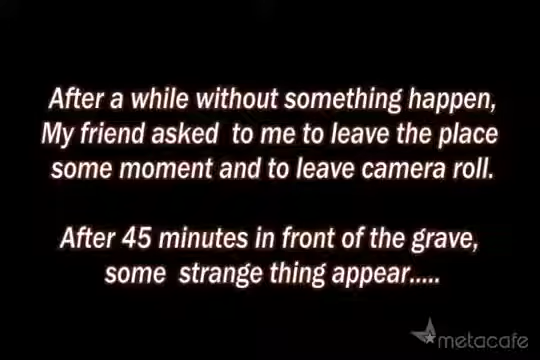 After a while without something happen,
My friend asked to me to leave the place
some moment and to leave camera roll.
After 45 minutes in front of the grave,
some strange thing appear.....
metacafe